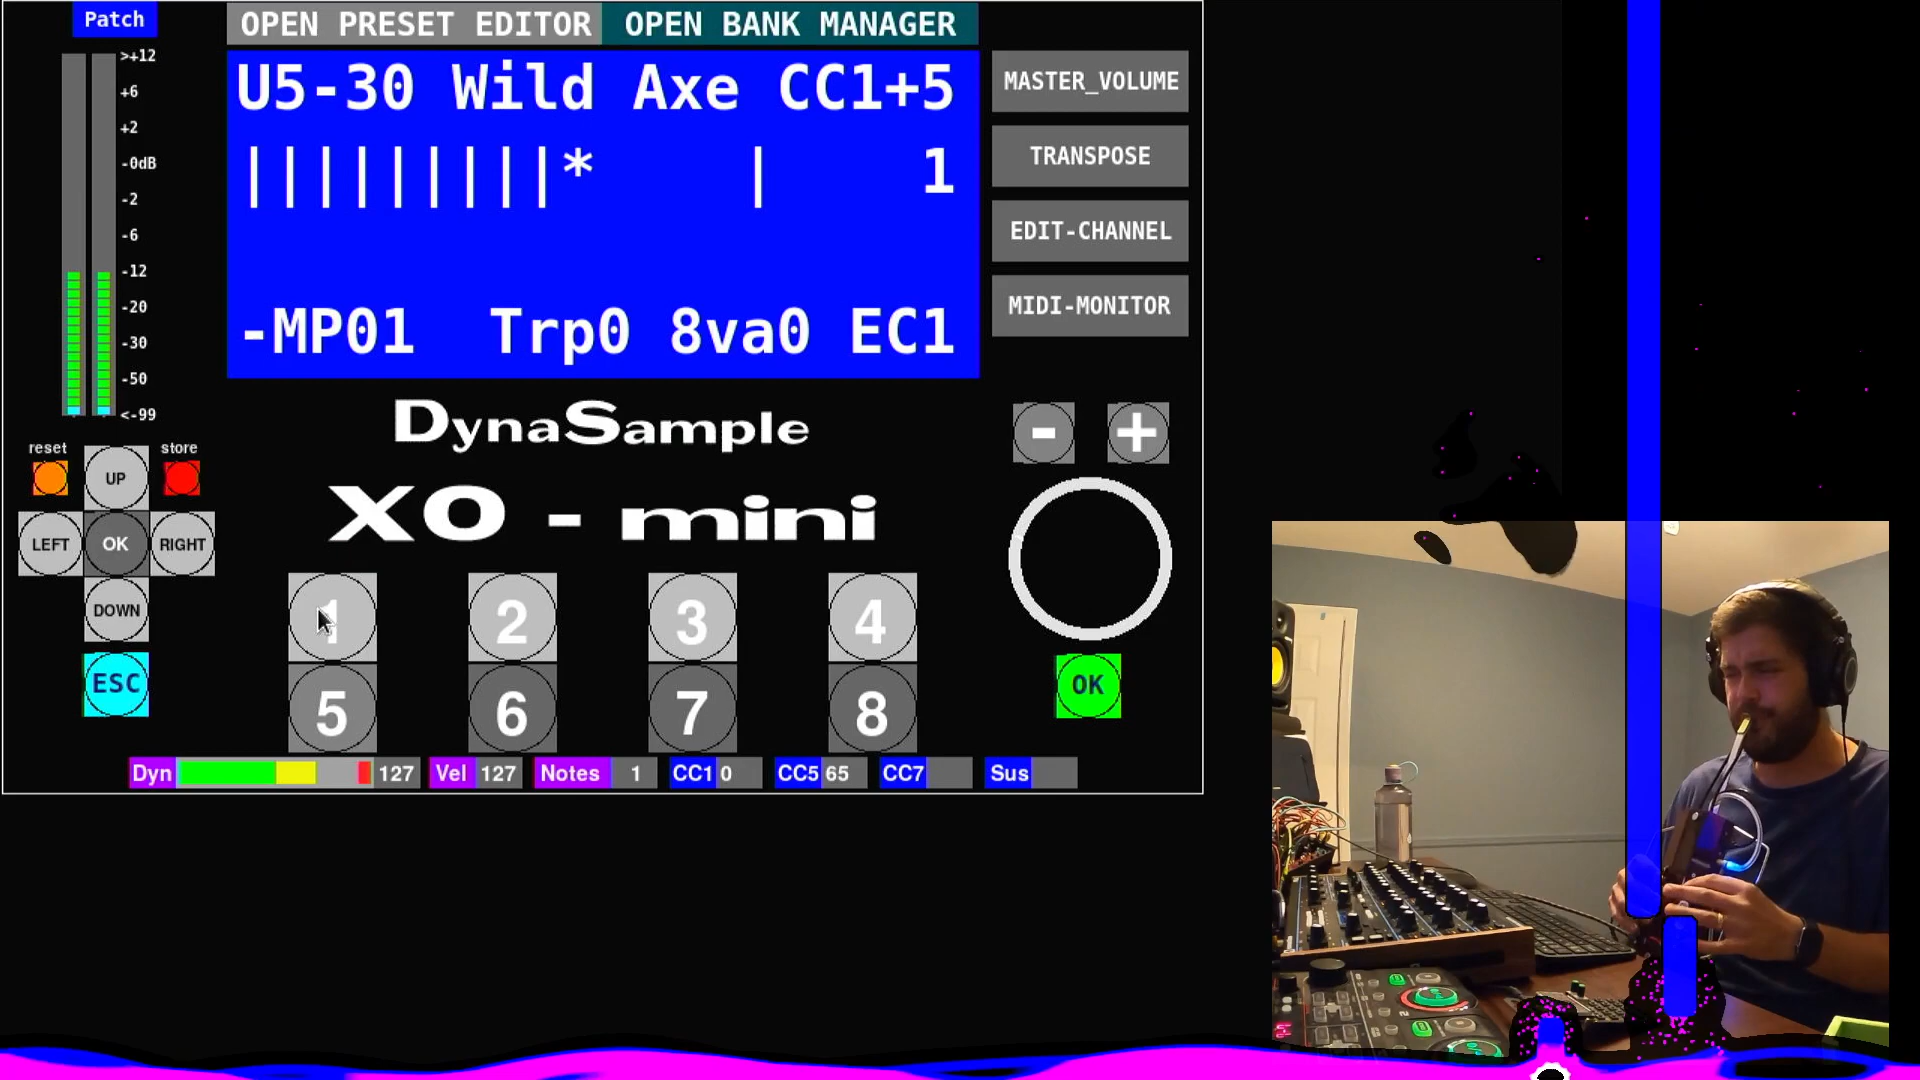 Patch
OPEN PRESET EDITOR OPEN BANK MANAGER
>+12
+6
+2
-0dB
-2
-6
-12
-20
-30
-50
<-99
U5-30 Wild Axe CC1+5
|||||||||* | 1
-MP01 Trp0 8va0 EC1
MASTER_VOLUME
TRANSPOSE
EDIT-CHANNEL
MIDI-MONITOR
DynaSample
XO - mini
- +
reset store
UP
LEFT OK RIGHT
DOWN
ESC
1 2 3 4
5 6 7 8
OK
Dyn 127 Vel 127 Notes 1 CC1 0 CC5 65 CC7 Sus